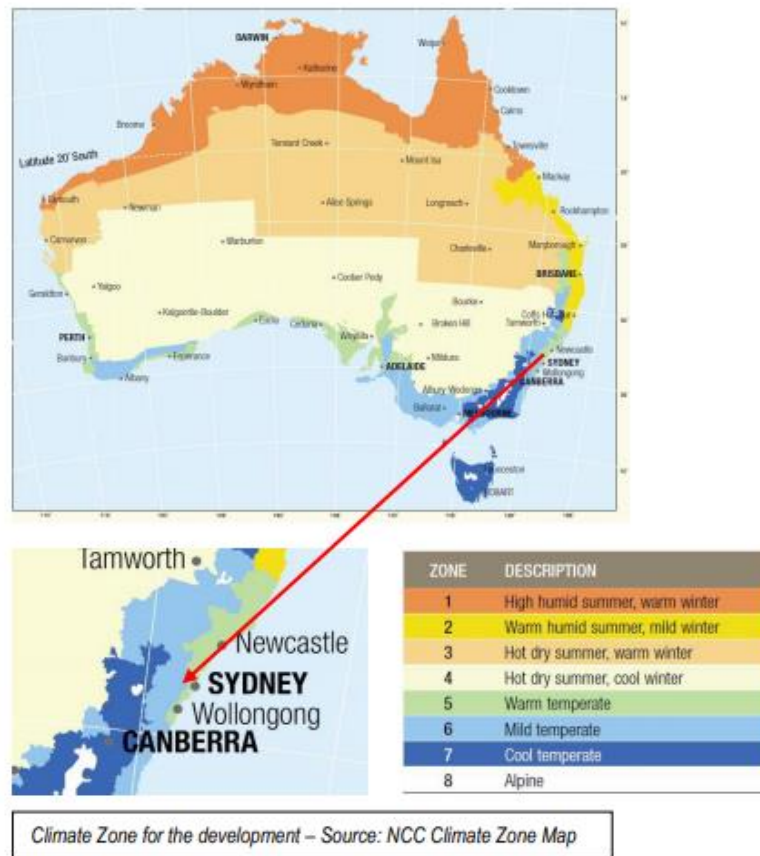 DARWIN
Weipa
Katherine
Wyndham
Cooktown
Cairns
Broome
Tennant Creek
Townsville
Latitude 20° South
Mount Isa
Mackay
Exmouth
Newman
Alice Springs
Longreach
Rockhampton
Carnarvon
Warburton
Charleville
Maryborough
BRISBANE
Yalgoo
Coober Pedy
Geraldton
Bourke
Kalgoorlie-Boulder
Tamworth
Ceduna
Broken Hill
PERTH
Whyalla
Newcastle
SYDNEY
Bunbury
Esperance
Mildura
Wollongong
ADELAIDE
CANBERRA
Albany
Albury Wodonga
Ballarat
MELBOURNE
HOBART
Tamworth
Newcastle
SYDNEY
Wollongong
CANBERRA
ZONE DESCRIPTION
1 High humid summer, warm winter
2 Warm humid summer, mild winter
3 Hot dry summer, warm winter
4 Hot dry summer, cool winter
5 Warm temperate
6 Mild temperate
7 Cool temperate
8 Alpine
Climate Zone for the development – Source: NCC Climate Zone Map